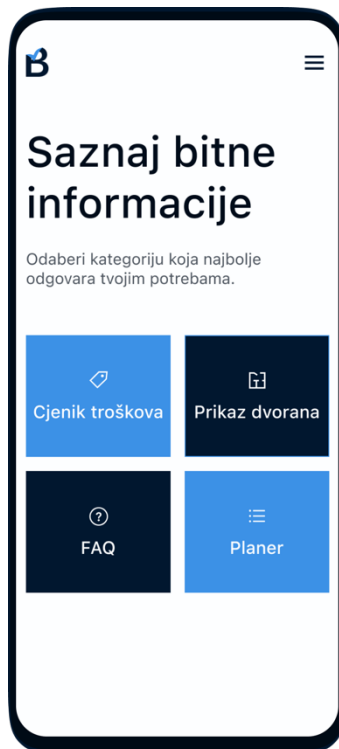 B
Saznaj bitne
informacije
Odaberi kategoriju koja najbolje
odgovara tvojim potrebama.
Cjenik troškova
Prikaz dvorana
FAQ
Planer